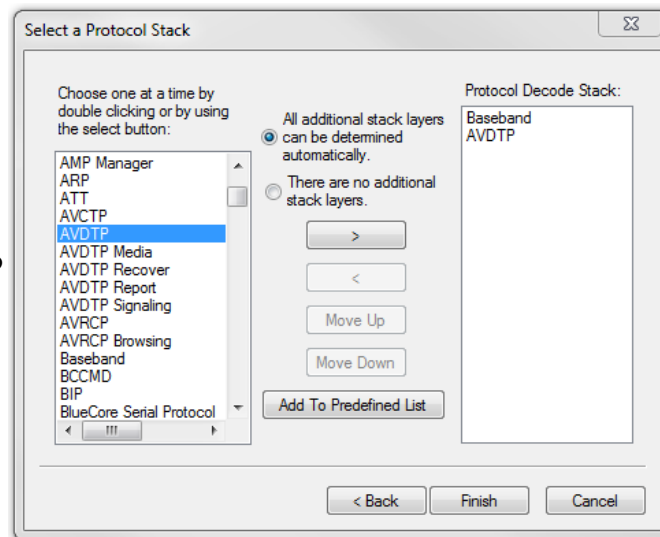 Select a Protocol Stack
Choose one at a time by
double clicking or by using
the select button:
AMP Manager
ARP
ATT
AVCTP
AVDTP
AVDTP Media
AVDTP Recover
AVDTP Report
AVDTP Signaling
AVRCP
AVRCP Browsing
Baseband
BCCMD
BIP
BlueCore Serial Protocol
All additional stack layers
can be determined
automatically.
There are no additional
stack layers.
>
<
Move Up
Move Down
Add To Predefined List
Protocol Decode Stack:
Baseband
AVDTP
< Back
Finish
Cancel